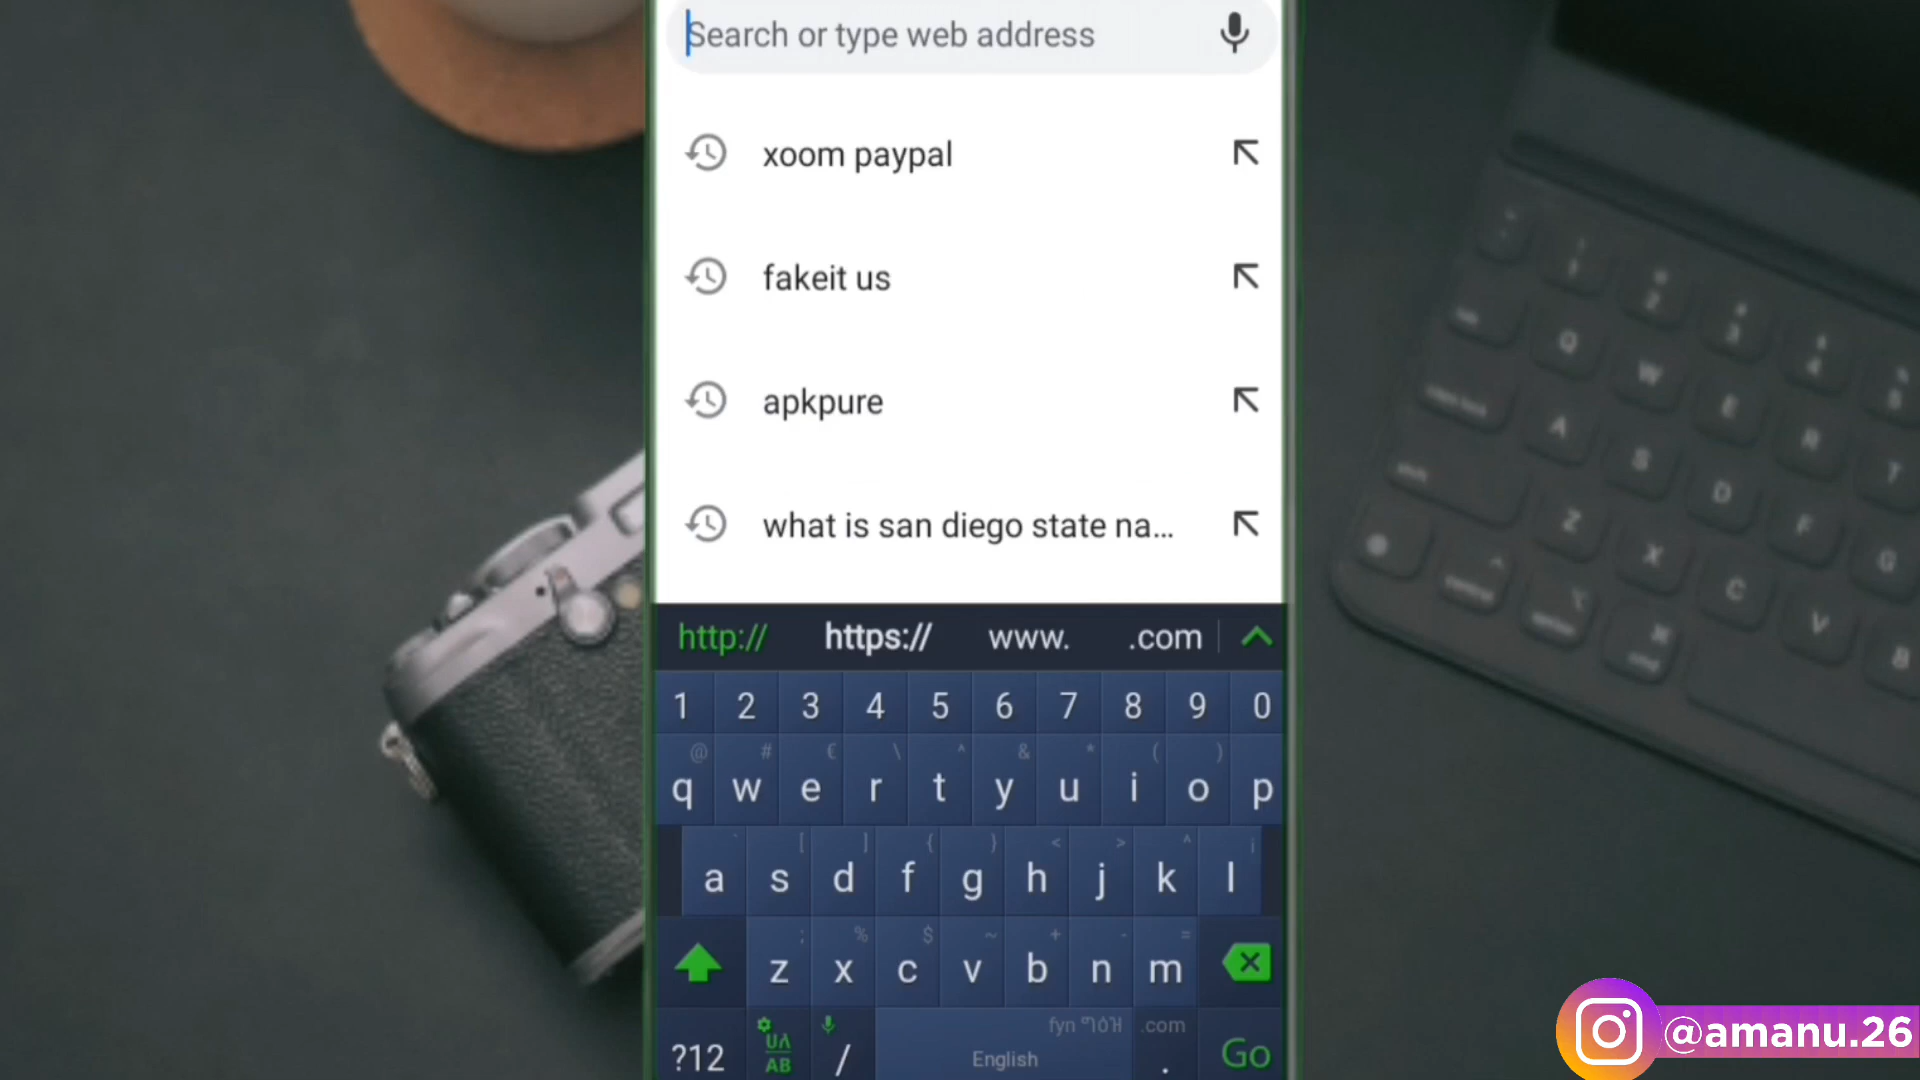 Search or type web address
xoom paypal
fakeit us
apkpure
what is san diego state na...
http:// https:// www. .com
1 2 3 4 5 6 7 8 9 0
@ # € \ ^ & * ( )
q w e r t y u i o p
[ ] { } < > ^
a s d f g h j k l
; % $ ~ + - =
z x c v b n m
.com
?12 AB / English . Go
@amanu.26
Q W E R
A S D F G
Z X C V B